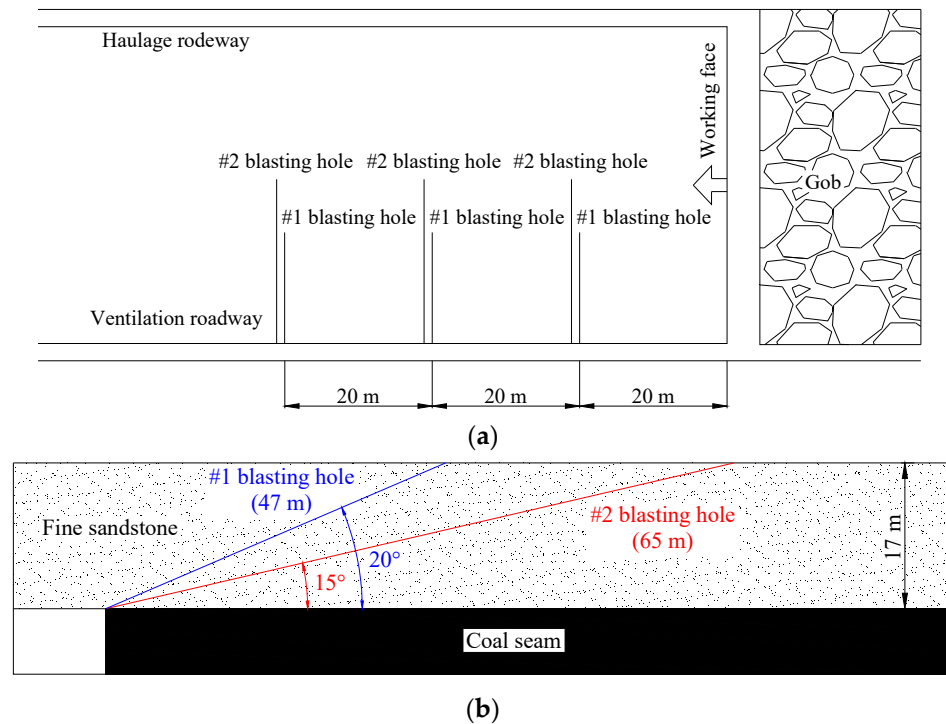 Haulage rodeway
Working face
Gob
#2 blasting hole #2 blasting hole #2 blasting hole
#1 blasting hole #1 blasting hole #1 blasting hole
Ventilation roadway
20 m 20 m 20 m
(a)
#1 blasting hole
(47 m)
Fine sandstone
#2 blasting hole
(65 m)
17 m
20°
15°
Coal seam
(b)